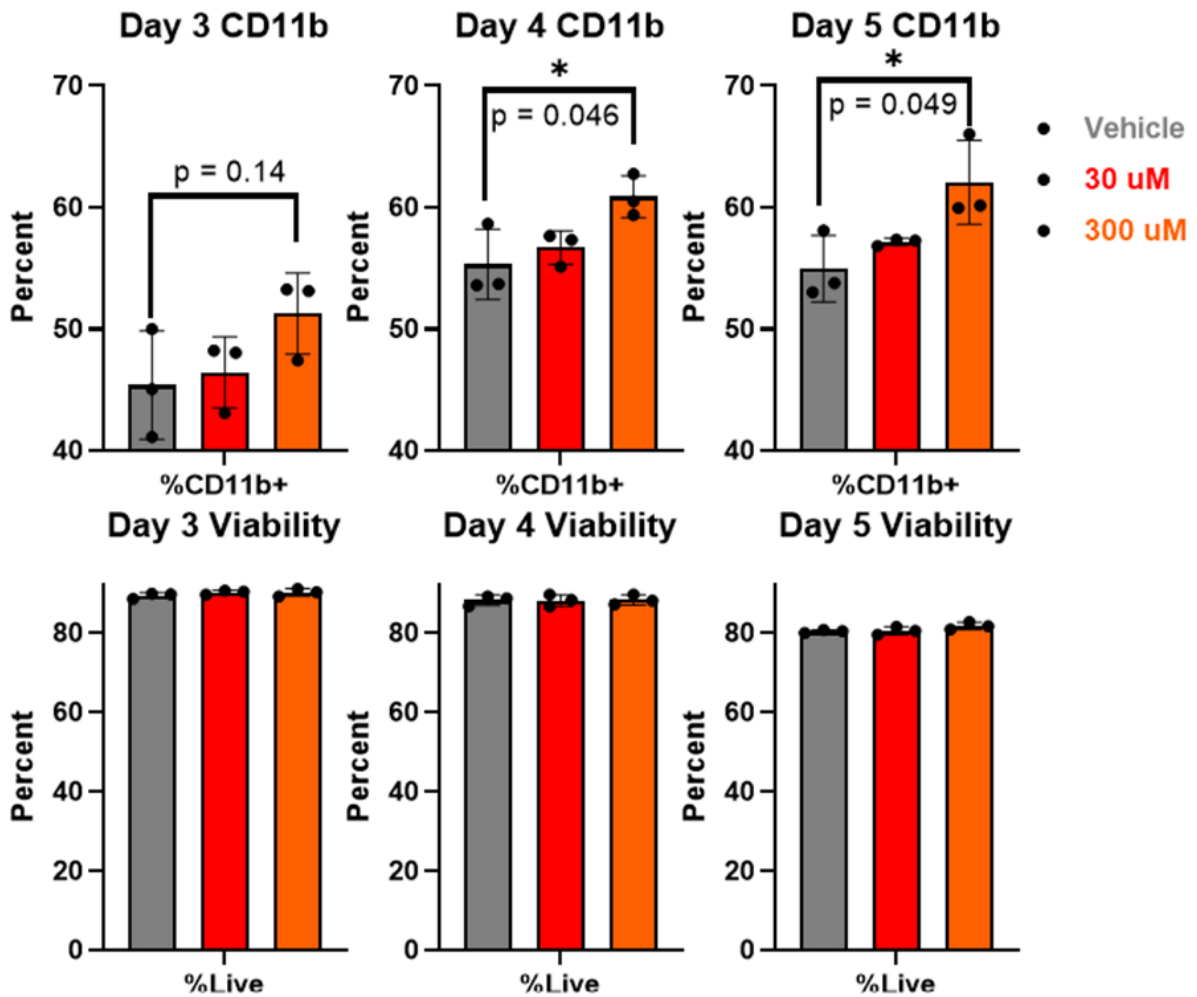 Day 3 CD11b
70
60
50
40
Percent
p = 0.14
%CD11b+
Day 4 CD11b
70
60
50
40
Percent
*
p = 0.046
%CD11b+
Day 5 CD11b
70
60
50
40
Percent
*
p = 0.049
%CD11b+
Vehicle
30 uM
300 uM
Day 3 Viability
80
60
40
20
0
Percent
%Live
Day 4 Viability
80
60
40
20
0
Percent
%Live
Day 5 Viability
80
60
40
20
0
Percent
%Live